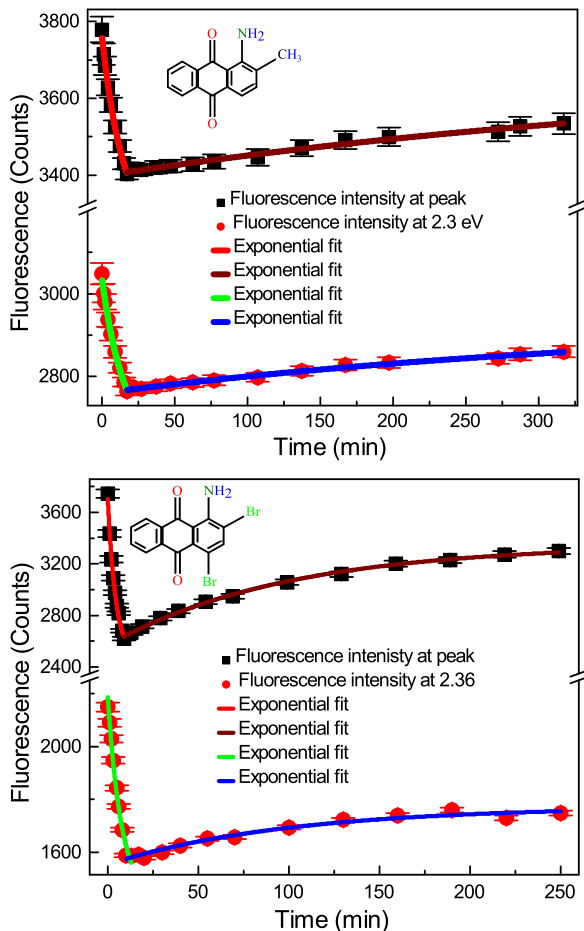 3800
3600
3400
3000
2800
Fluorescence (Counts)
O
NH2
CH3
O
Fluorescence intensity at peak
Fluorescence intensity at 2.3 eV
Exponential fit
Exponential fit
Exponential fit
Exponential fit
0 50 100 150 200 250 300
Time (min)
3600
3200
2800
2400
2000
1600
Fluorescence (Counts)
O
NH2
Br
O
Br
Fluorescence intenisty at peak
Fluorescence intensity at 2.36
Exponential fit
Exponential fit
Exponential fit
Exponential fit
0 50 100 150 200 250
Time (min)